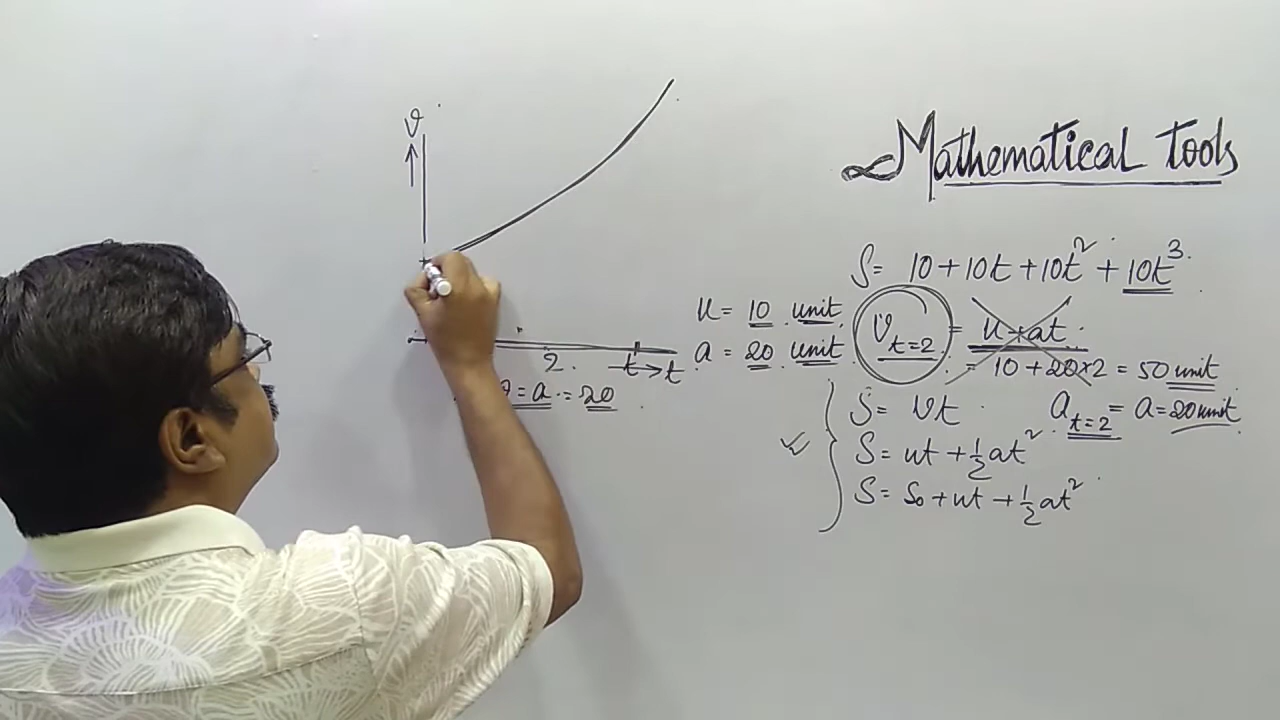 Mathematical Tools
S = 10 + 10t + 10t² + 10t³
u = 10 unit
a = 20 unit
v t=2 = u + at
= 10 + 20×2 = 50 unit
S = vt
a t=2 = a = 20 unit
S = ut + ½at²
S = S₀ + ut + ½at²
v
↑
2
t → t
= a = 20